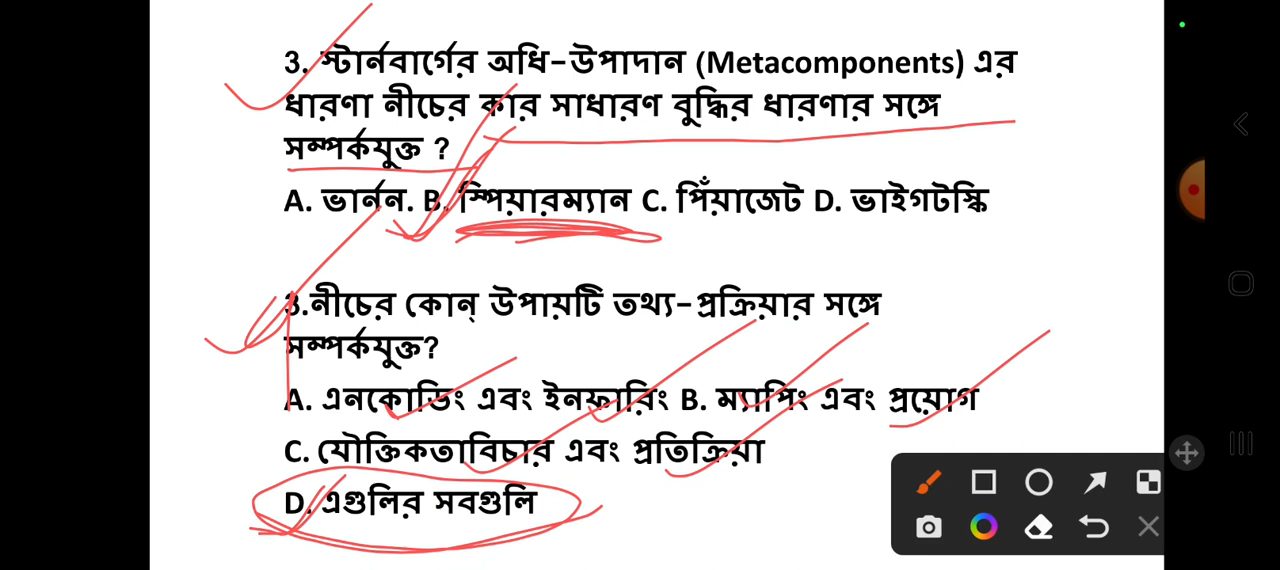 3. স্টার্নবার্গের অধি-উপাদান (Metacomponents) এর
ধারণা নীচের কার সাধারণ বুদ্ধির ধারণার সঙ্গে
সম্পর্কযুক্ত ?
A. ভার্নন. B. স্পিয়ারম্যান C. পিঁয়াজেট D. ভাইগটস্কি
3.নীচের কোন্ উপায়টি তথ্য-প্রক্রিয়ার সঙ্গে
সম্পর্কযুক্ত?
A. এনকোডিং এবং ইনফারিং B. ম্যাপিং এবং প্রয়োগ
C. যৌক্তিকতাবিচার এবং প্রতিক্রিয়া
D. এগুলির সবগুলি